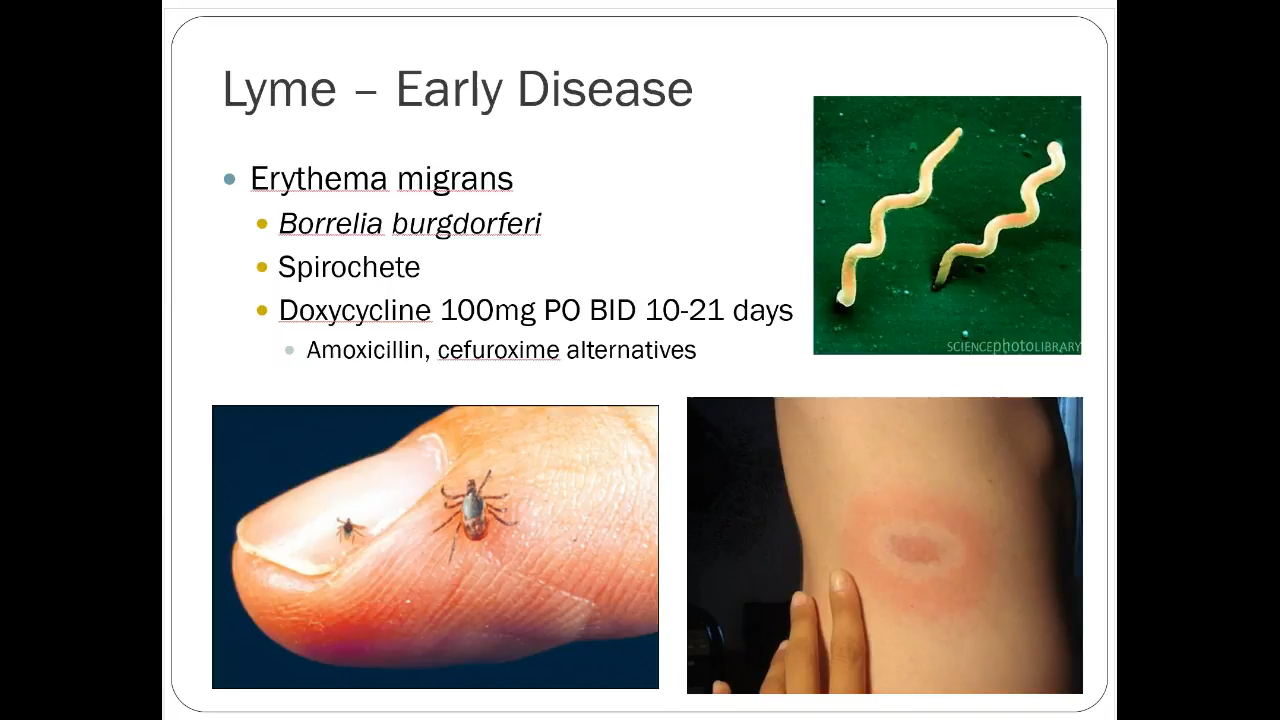 Lyme – Early Disease
Erythema migrans
Borrelia burgdorferi
Spirochete
Doxycycline 100mg PO BID 10-21 days
Amoxicillin, cefuroxime alternatives
SCIENCEphotoLIBRARY